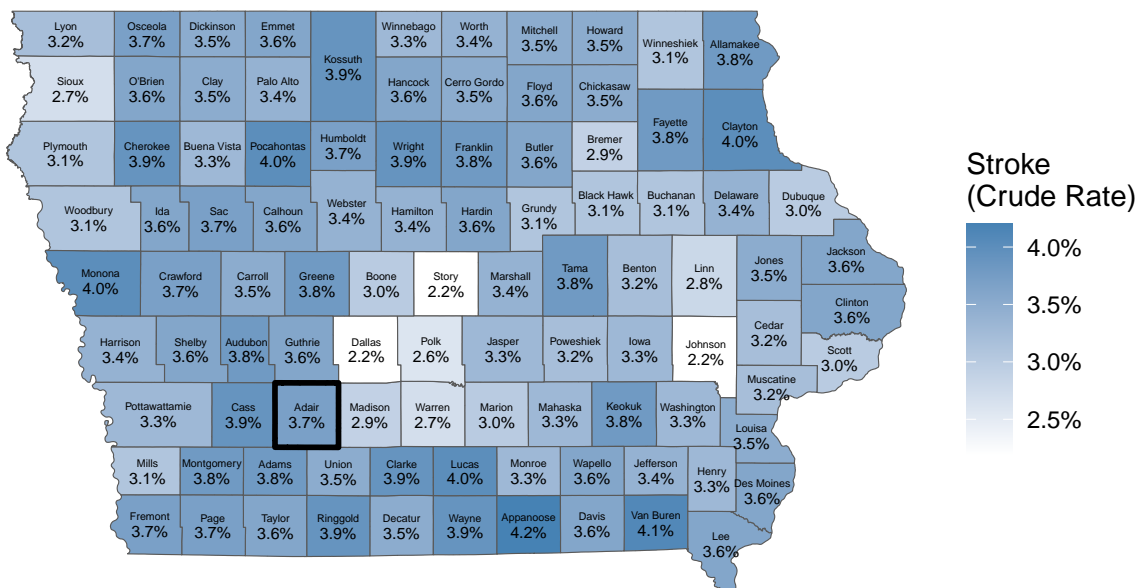 Lyon
3.2%
Osceola
3.7%
Dickinson
3.5%
Emmet
3.6%
Kossuth
3.9%
Winnebago
3.3%
Worth
3.4%
Mitchell
3.5%
Howard
3.5%
Winneshiek
3.1%
Allamakee
3.8%
Sioux
2.7%
O'Brien
3.6%
Clay
3.5%
Palo Alto
3.4%
Hancock
3.6%
Cerro Gordo
3.5%
Floyd
3.6%
Chickasaw
3.5%
Fayette
3.8%
Clayton
4.0%
Plymouth
3.1%
Cherokee
3.9%
Buena Vista
3.3%
Pocahontas
4.0%
Humboldt
3.7%
Wright
3.9%
Franklin
3.8%
Butler
3.6%
Bremer
2.9%
Woodbury
3.1%
Ida
3.6%
Sac
3.7%
Calhoun
3.6%
Webster
3.4%
Hamilton
3.4%
Hardin
3.6%
Grundy
3.1%
Black Hawk
3.1%
Buchanan
3.1%
Delaware
3.4%
Dubuque
3.0%
Monona
4.0%
Crawford
3.7%
Carroll
3.5%
Greene
3.8%
Boone
3.0%
Story
2.2%
Marshall
3.4%
Tama
3.8%
Benton
3.2%
Linn
2.8%
Jones
3.5%
Jackson
3.6%
Clinton
3.6%
Harrison
3.4%
Shelby
3.6%
Audubon
3.8%
Guthrie
3.6%
Dallas
2.2%
Polk
2.6%
Jasper
3.3%
Poweshiek
3.2%
Iowa
3.3%
Johnson
2.2%
Cedar
3.2%
Scott
3.0%
Muscatine
3.2%
Pottawattamie
3.3%
Cass
3.9%
Adair
3.7%
Madison
2.9%
Warren
2.7%
Marion
3.0%
Mahaska
3.3%
Keokuk
3.8%
Washington
3.3%
Louisa
3.5%
Mills
3.1%
Montgomery
3.8%
Adams
3.8%
Union
3.5%
Clarke
3.9%
Lucas
4.0%
Monroe
3.3%
Wapello
3.6%
Jefferson
3.4%
Henry
3.3%
Des Moines
3.6%
Fremont
3.7%
Page
3.7%
Taylor
3.6%
Ringgold
3.9%
Decatur
3.5%
Wayne
3.9%
Appanoose
4.2%
Davis
3.6%
Van Buren
4.1%
Lee
3.6%
Stroke
(Crude Rate)
4.0%
3.5%
3.0%
2.5%